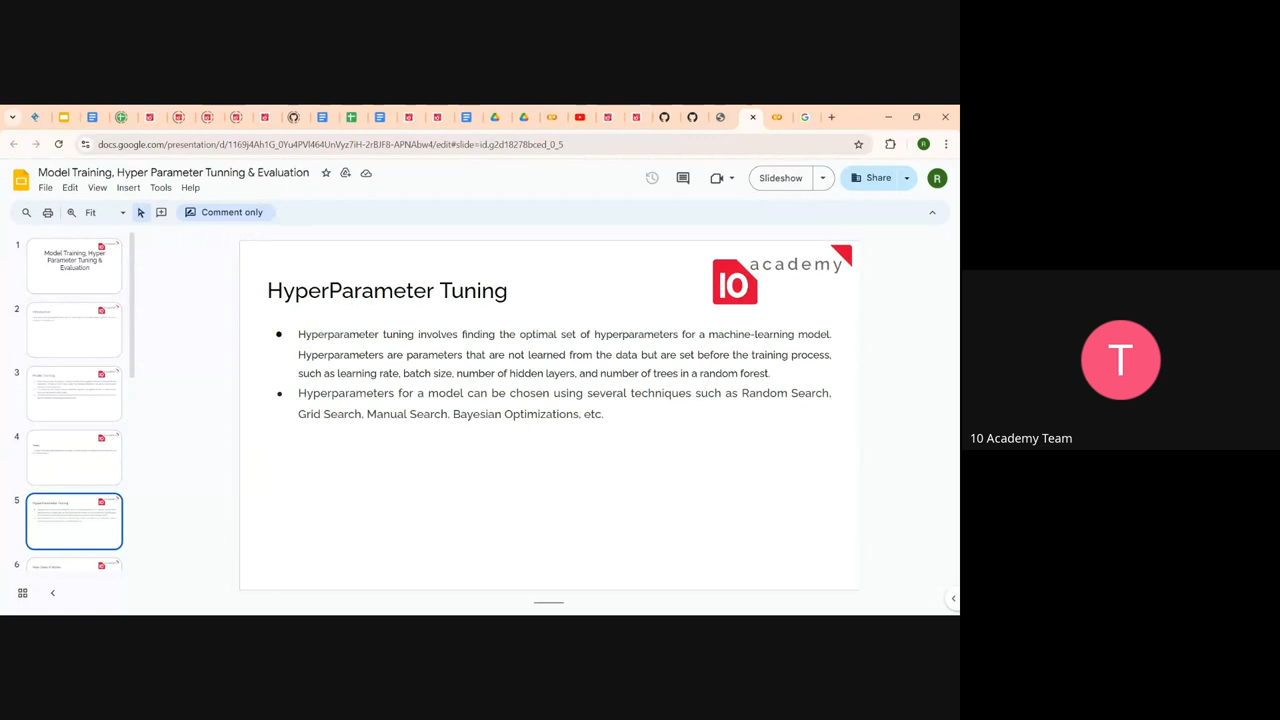 docs.google.com/presentation/d/1169j4Ah1G_0Yu4PVl464UnVyz7iH-2rBJF8-APNAbw4/edit#slide=id.g2d18278bced_0_5
R
Model Training, Hyper Parameter Tunning & Evaluation
File Edit View Insert Tools Help
Slideshow
Share
R
Fit
Comment only
1
Model Training, Hyper
Parameter Tuning &
Evaluation
2
3
4
5
HyperParameter Tuning
6
10 academy
HyperParameter Tuning
● Hyperparameter tuning involves finding the optimal set of hyperparameters for a machine-learning model.
Hyperparameters are parameters that are not learned from the data but are set before the training process,
such as learning rate, batch size, number of hidden layers, and number of trees in a random forest.
● Hyperparameters for a model can be chosen using several techniques such as Random Search,
Grid Search, Manual Search, Bayesian Optimizations, etc.
T
10 Academy Team